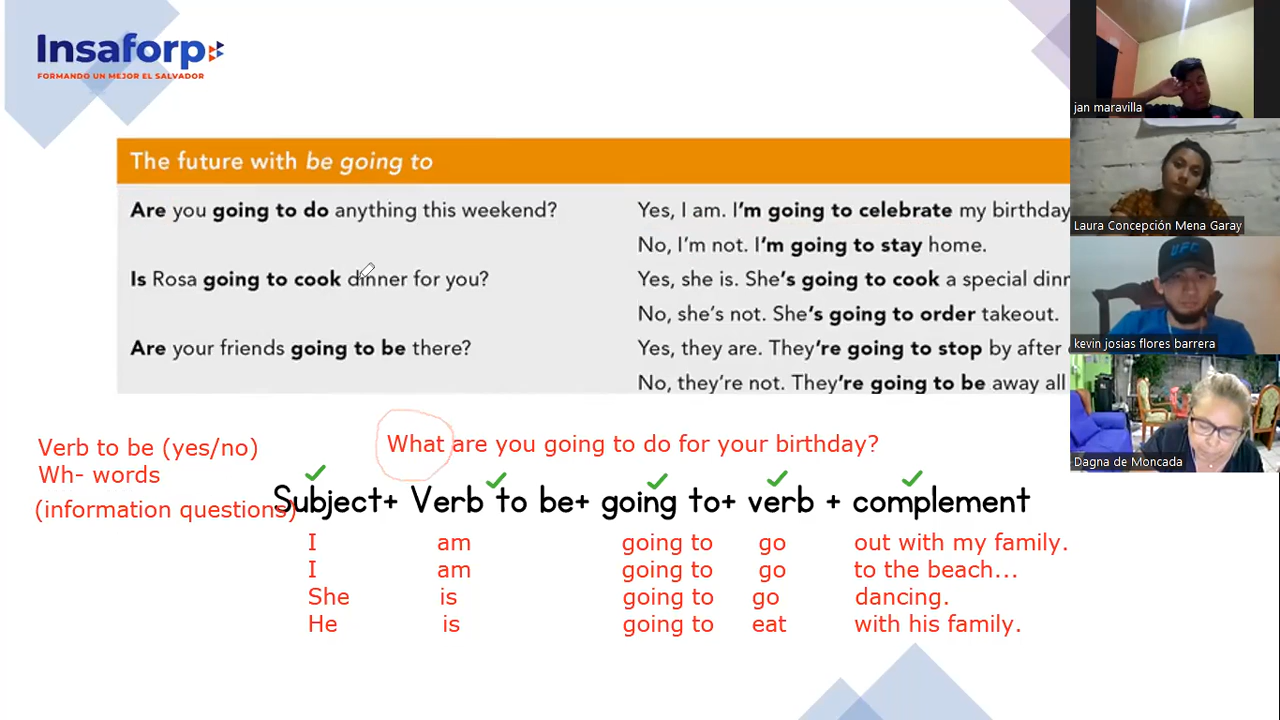 Insaforp
FORMANDO UN MEJOR EL SALVADOR
The future with be going to
Are you going to do anything this weekend?
Yes, I am. I'm going to celebrate my birthday
No, I'm not. I'm going to stay home.
Is Rosa going to cook dinner for you?
Yes, she is. She's going to cook a special
No, she's not. She's going to order takeout.
Are your friends going to be there?
Yes, they are. They're going to stop by after
No, they're not. They're going to be away all
Verb to be (yes/no)
Wh- words
(information questions)
What are you going to do for your birthday?
Subject+ Verb to be+ going to+ verb + complement
I am going to go out with my family.
I am going to go to the beach...
She is going to go dancing.
He is going to eat with his family.
jan maravilla
Laura Concepción Mena Garay
kevin josias flores barrera
Dagna de Moncada